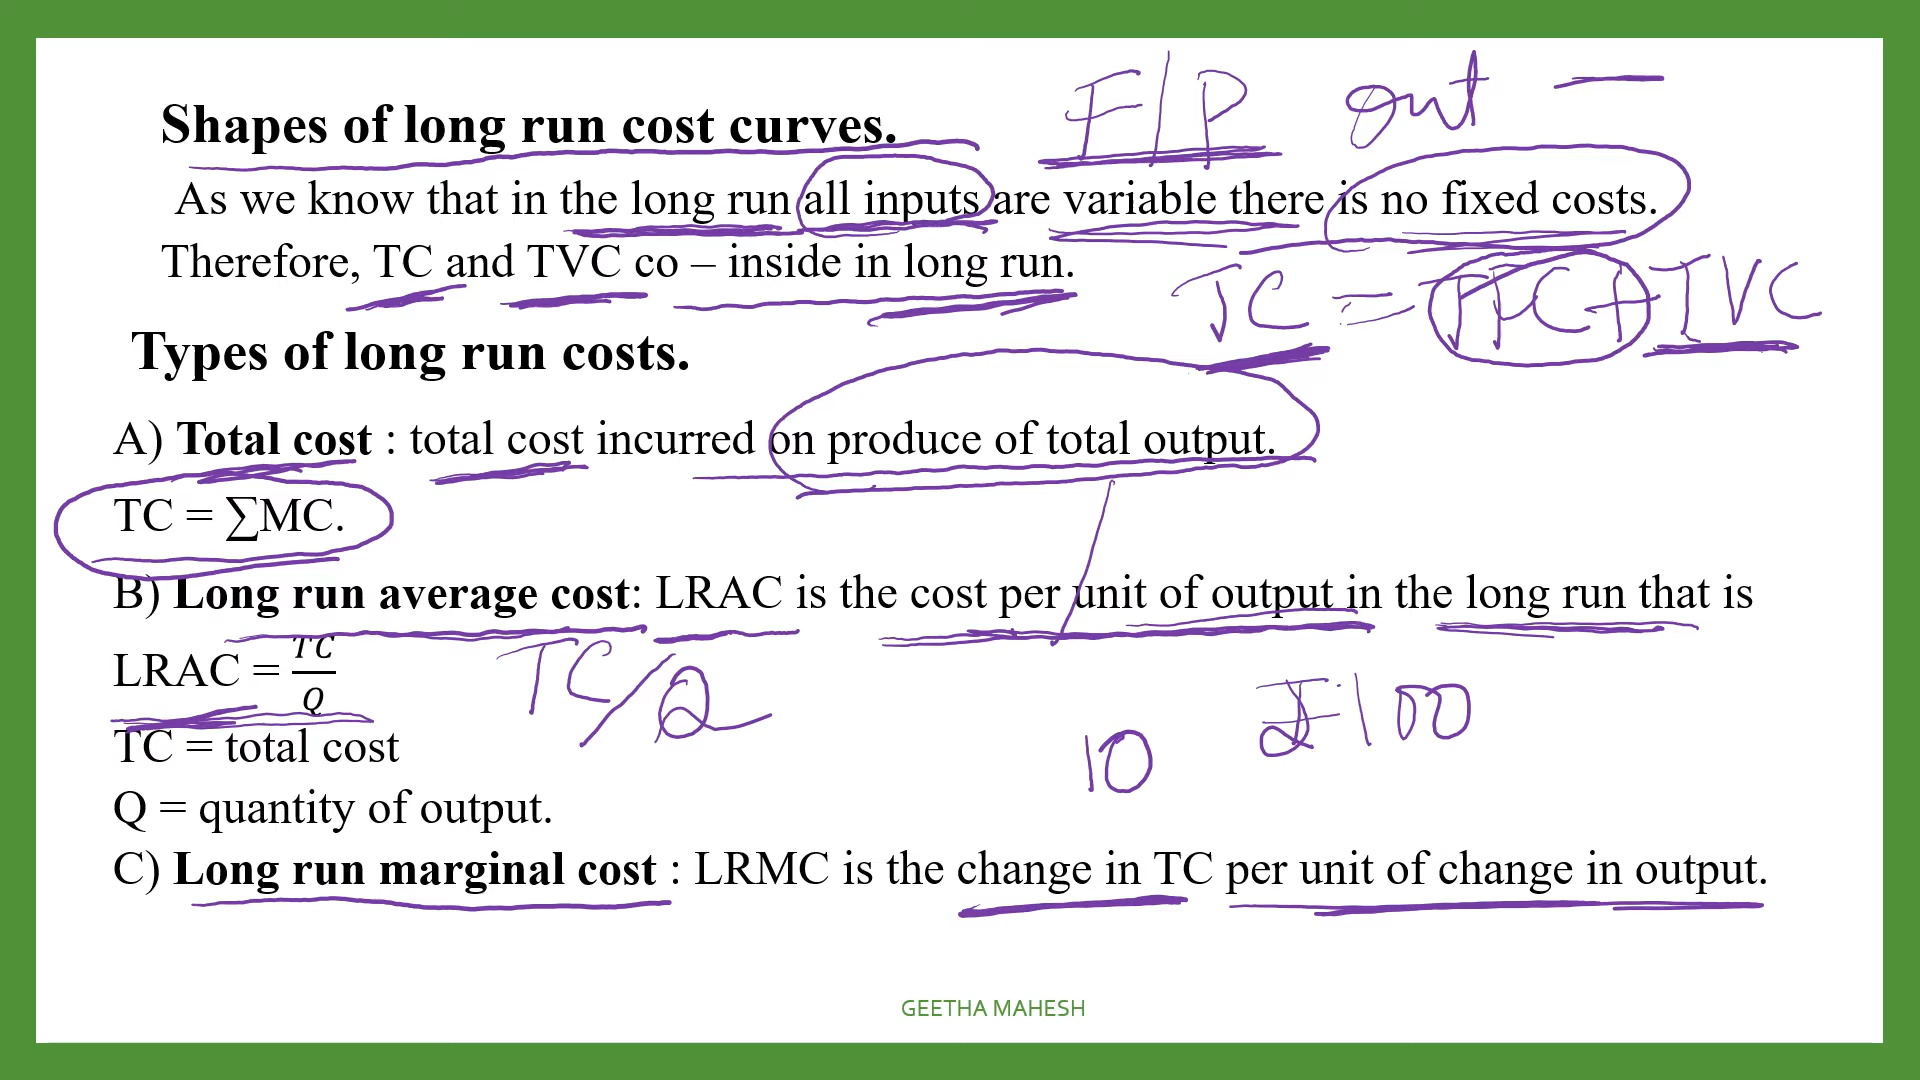 F/P out —
Shapes of long run cost curves.
As we know that in the long run all inputs are variable there is no fixed costs.
Therefore, TC and TVC co – inside in long run.
TC = TFC + TVC
Types of long run costs.
A) Total cost : total cost incurred on produce of total output.
TC = ∑MC.
B) Long run average cost: LRAC is the cost per unit of output in the long run that is
LRAC = TC/Q
TC/Q
10 ₹100
TC = total cost
Q = quantity of output.
C) Long run marginal cost : LRMC is the change in TC per unit of change in output.
GEETHA MAHESH